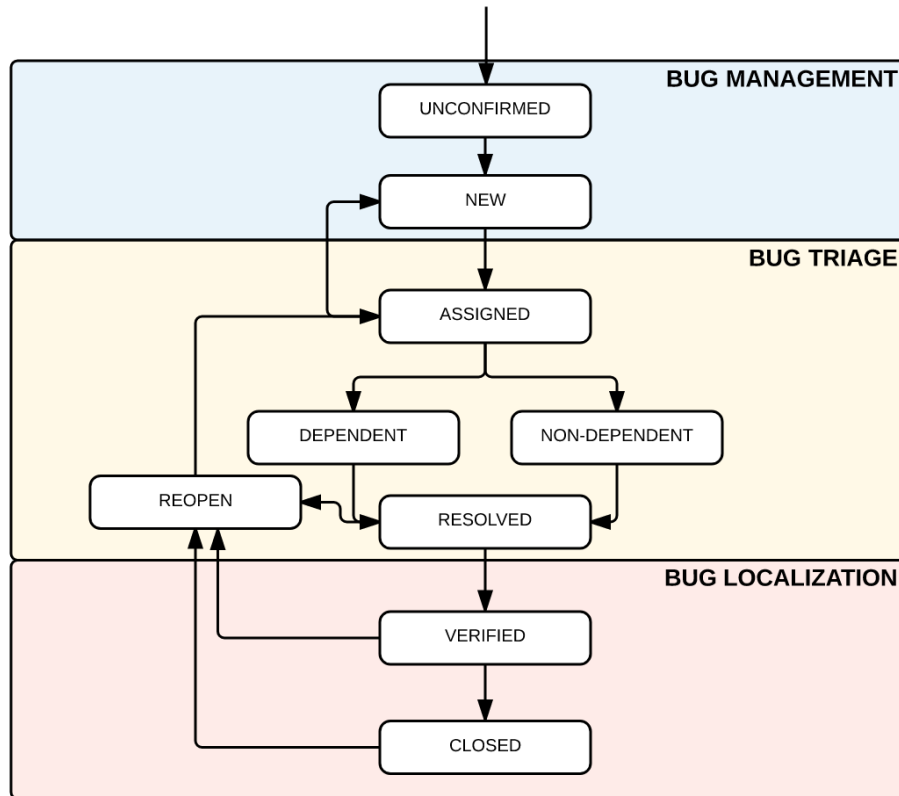 BUG MANAGEMENT
UNCONFIRMED
NEW
BUG TRIAGE
ASSIGNED
DEPENDENT
NON-DEPENDENT
REOPEN
RESOLVED
BUG LOCALIZATION
VERIFIED
CLOSED